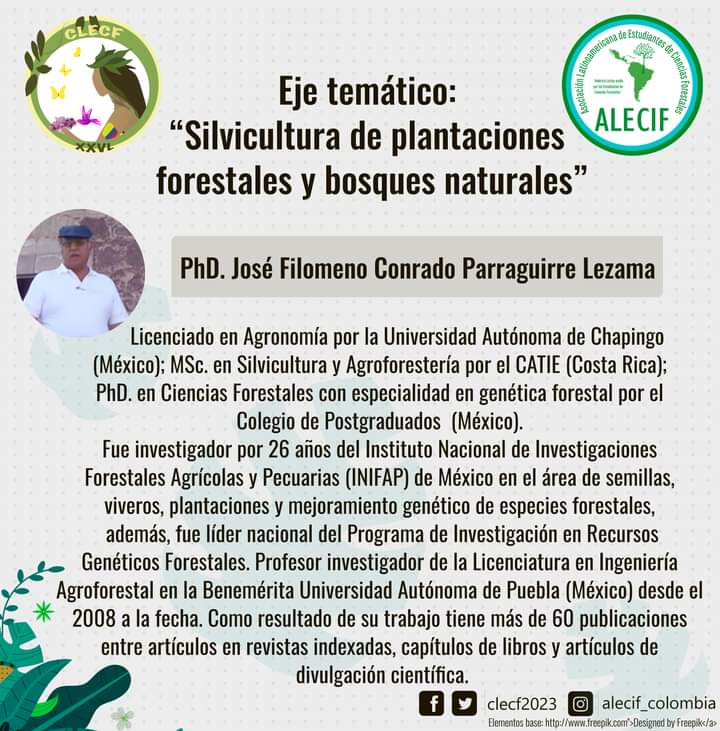 CLECF
XXVI
Asociación Latinoamericana de Estudiantes de Ciencias Forestales
ALECIF
Eje temático:
“Silvicultura de plantaciones
forestales y bosques naturales”
PhD. José Filomeno Conrado Parraguirre Lezama
Licenciado en Agronomía por la Universidad Autónoma de Chapingo
(México); MSc. en Silvicultura y Agroforestería por el CATIE (Costa Rica);
PhD. en Ciencias Forestales con especialidad en genética forestal por el
Colegio de Postgraduados (México).
Fue investigador por 26 años del Instituto Nacional de Investigaciones
Forestales Agrícolas y Pecuarias (INIFAP) de México en el área de semillas,
viveros, plantaciones y mejoramiento genético de especies forestales,
además, fue líder nacional del Programa de Investigación en Recursos
Genéticos Forestales. Profesor investigador de la Licenciatura en Ingeniería
Agroforestal en la Benemérita Universidad Autónoma de Puebla (México) desde el
2008 a la fecha. Como resultado de su trabajo tiene más de 60 publicaciones
entre artículos en revistas indexadas, capítulos de libros y artículos de
divulgación científica.
clecf2023 alecif_colombia
Elementos base: http://www.freepik.com">Designed by Freepik</a>